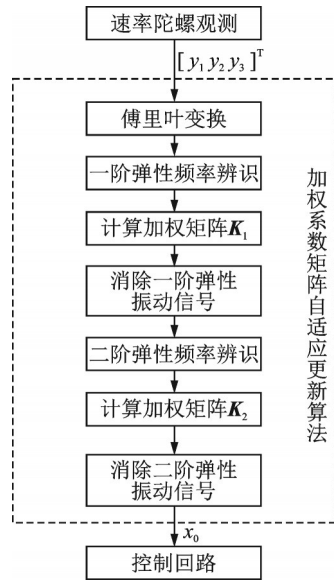 速率陀螺观测
[y₁ y₂ y₃]ᵀ
傅里叶变换
一阶弹性频率辨识
计算加权矩阵K₁
消除一阶弹性
振动信号
二阶弹性频率辨识
计算加权矩阵K₂
消除二阶弹性
振动信号
x₀
控制回路
加权系数矩阵自适应更新算法